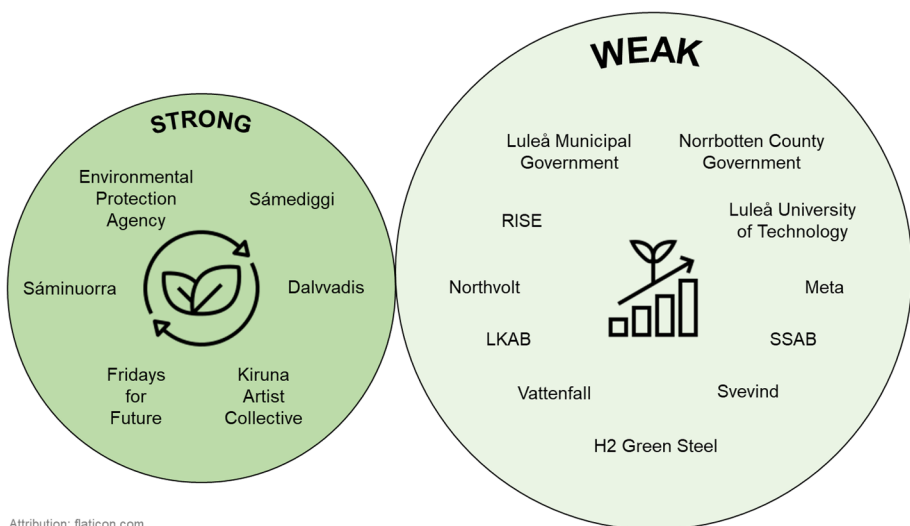 STRONG
Environmental
Protection
Agency
Sámediggi
Sáminuorra
Dalvvadis
Fridays
for
Future
Kiruna
Artist
Collective
WEAK
Luleå Municipal
Government
Norrbotten County
Government
RISE
Luleå University
of Technology
Northvolt
Meta
LKAB
SSAB
Vattenfall
Svevind
H2 Green Steel
Attribution: flaticon.com